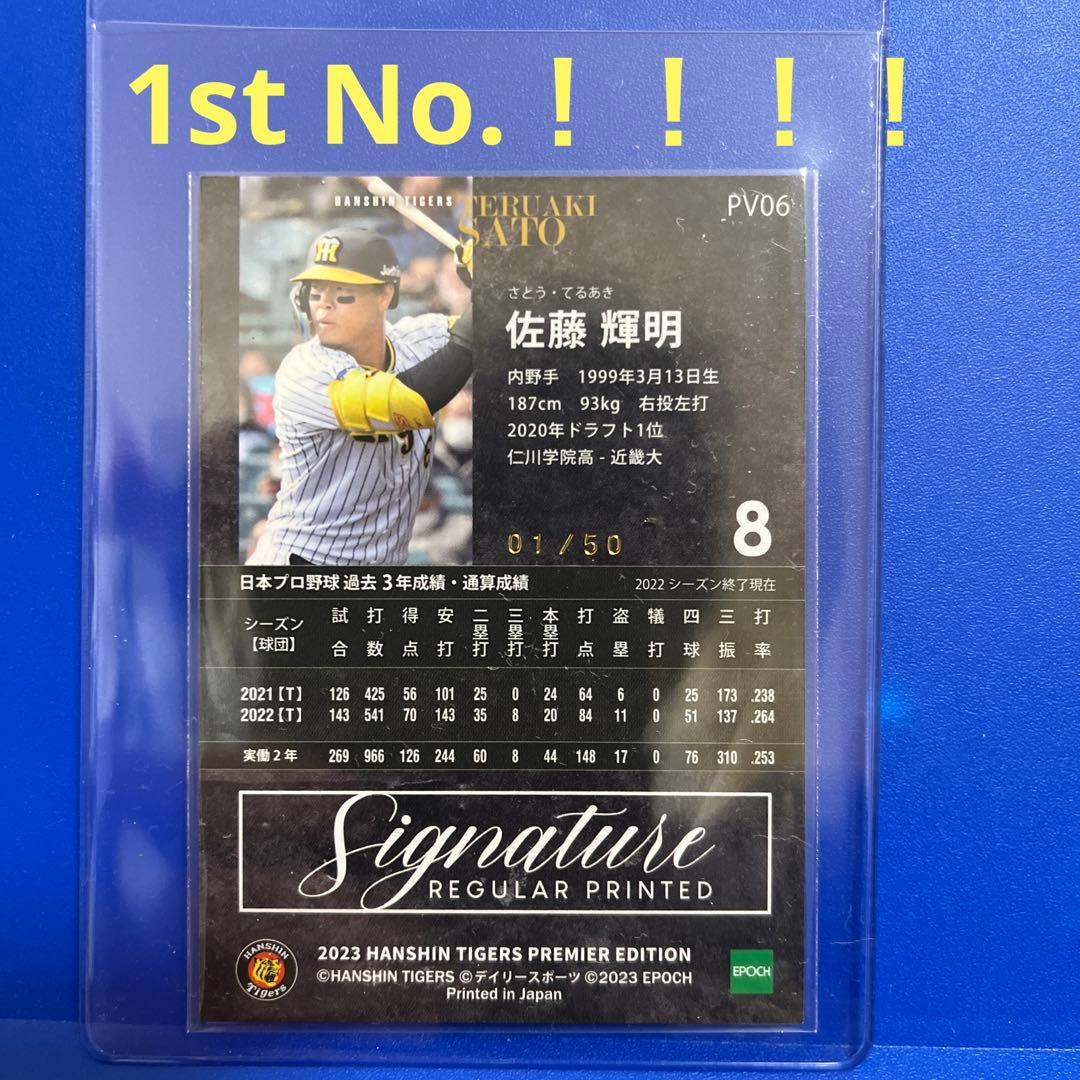 1st No.！！！！
HANSHIN TIGERS
TERUAKI
SATO
PV06
さとう・てるあき
佐藤 輝明
内野手 1999年3月13日生
187cm 93kg 右投左打
2020年ドラフト1位
仁川学院高 - 近畿大
01/50
8
日本プロ野球 過去3年成績・通算成績 2022 シーズン終了現在
シーズン【球団】 試合 打数 得点 安打 二塁打 三塁打 本塁打 打点 盗塁 犠打 四球 三振 打率
2021【T】 126 425 56 101 25 0 24 64 6 0 25 173 .238
2022【T】 143 541 70 143 35 8 20 84 11 0 51 137 .264
実働2年 269 966 126 244 60 8 44 148 17 0 76 310 .253
Signature
REGULAR PRINTED
HANSHIN Tigers
2023 HANSHIN TIGERS PREMIER EDITION
©HANSHIN TIGERS ©デイリースポーツ ©2023 EPOCH
Printed in Japan
EPOCH